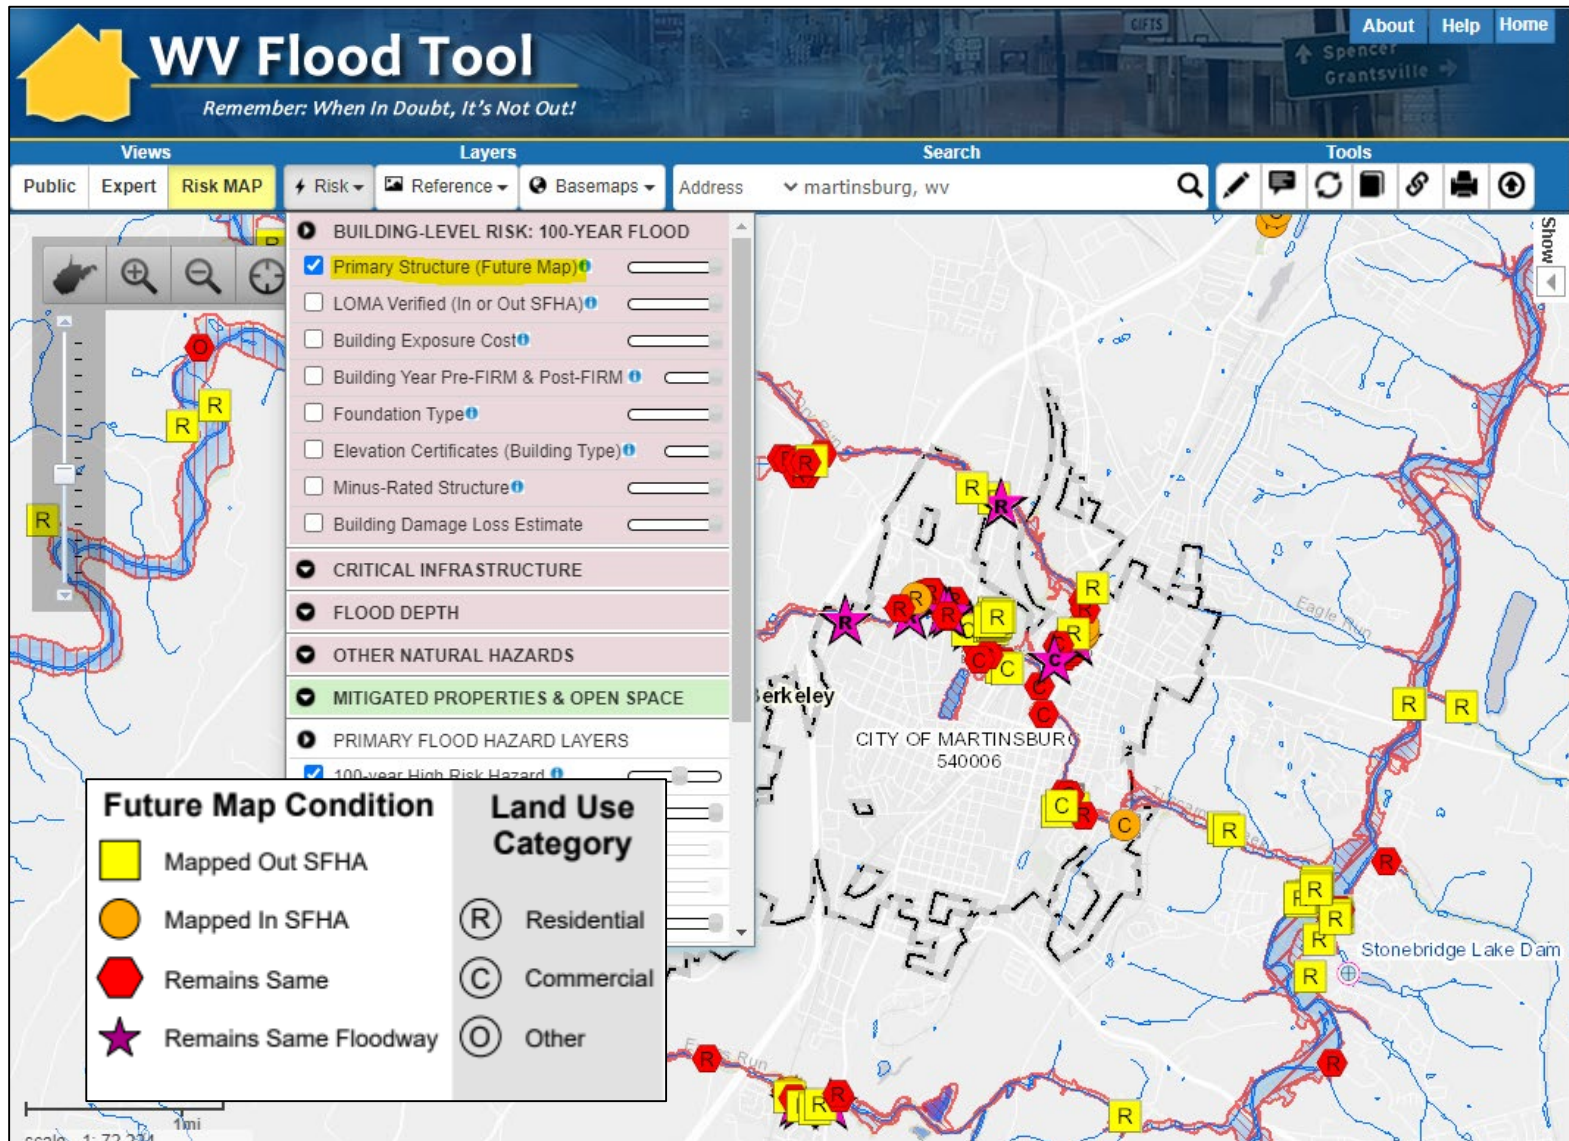 GIFTS
Spencer
Grantsville
About Help Home
WV Flood Tool
Remember: When In Doubt, It's Not Out!
Views Layers Search Tools
Public Expert Risk MAP Risk Reference Basemaps Address martinsburg, wv
Show
BUILDING-LEVEL RISK: 100-YEAR FLOOD
Primary Structure (Future Map)
LOMA Verified (In or Out SFHA)
Building Exposure Cost
Building Year Pre-FIRM & Post-FIRM
Foundation Type
Elevation Certificates (Building Type)
Minus-Rated Structure
Building Damage Loss Estimate
CRITICAL INFRASTRUCTURE
FLOOD DEPTH
OTHER NATURAL HAZARDS
MITIGATED PROPERTIES & OPEN SPACE
PRIMARY FLOOD HAZARD LAYERS
100-year High Risk Hazard
Eagle Run
erkeley
CITY OF MARTINSBURG
540006
Stonebridge Lake Dam
Future Map Condition
Mapped Out SFHA
Mapped In SFHA
Remains Same
Remains Same Floodway
Land Use
Category
R Residential
C Commercial
O Other
1mi
scale 1: 72,224